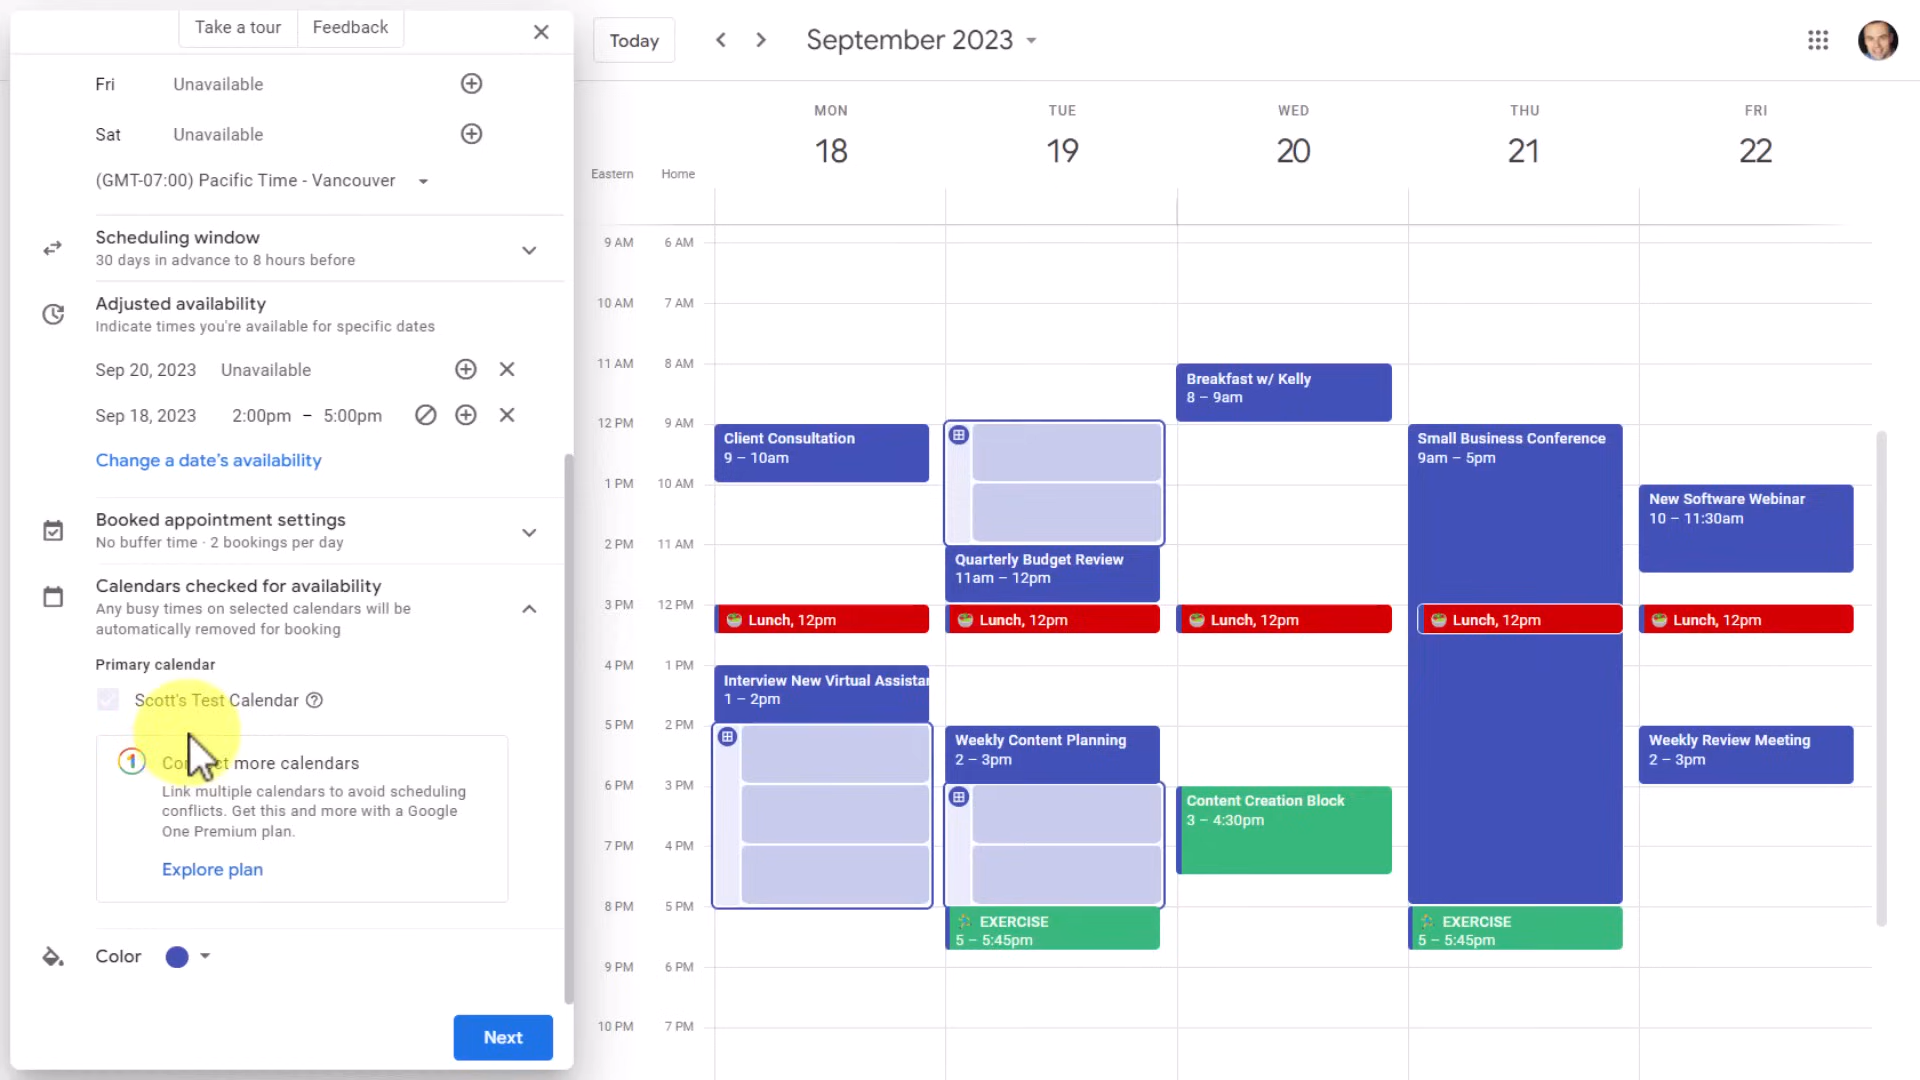 Take a tour
Feedback
Fri Unavailable
Sat Unavailable
(GMT-07:00) Pacific Time - Vancouver
Scheduling window
30 days in advance to 8 hours before
Adjusted availability
Indicate times you're available for specific dates
Sep 20, 2023 Unavailable
Sep 18, 2023 2:00pm – 5:00pm
Change a date's availability
Booked appointment settings
No buffer time · 2 bookings per day
Calendars checked for availability
Any busy times on selected calendars will be
automatically removed for booking
Primary calendar
Scott's Test Calendar
Connect more calendars
Link multiple calendars to avoid scheduling
conflicts. Get this and more with a Google
One Premium plan.
Explore plan
Color
Next
Today
September 2023
MON TUE WED THU FRI
18 19 20 21 22
Eastern Home
9 AM 6 AM
10 AM 7 AM
11 AM 8 AM
12 PM 9 AM
1 PM 10 AM
2 PM 11 AM
3 PM 12 PM
4 PM 1 PM
5 PM 2 PM
6 PM 3 PM
7 PM 4 PM
8 PM 5 PM
9 PM 6 PM
10 PM 7 PM
Client Consultation
9 – 10am
Lunch, 12pm
Interview New Virtual Assistan
1 – 2pm
Quarterly Budget Review
11am – 12pm
Lunch, 12pm
Weekly Content Planning
2 – 3pm
EXERCISE
5 – 5:45pm
Breakfast w/ Kelly
8 – 9am
Lunch, 12pm
Content Creation Block
3 – 4:30pm
Small Business Conference
9am – 5pm
Lunch, 12pm
EXERCISE
5 – 5:45pm
New Software Webinar
10 – 11:30am
Lunch, 12pm
Weekly Review Meeting
2 – 3pm